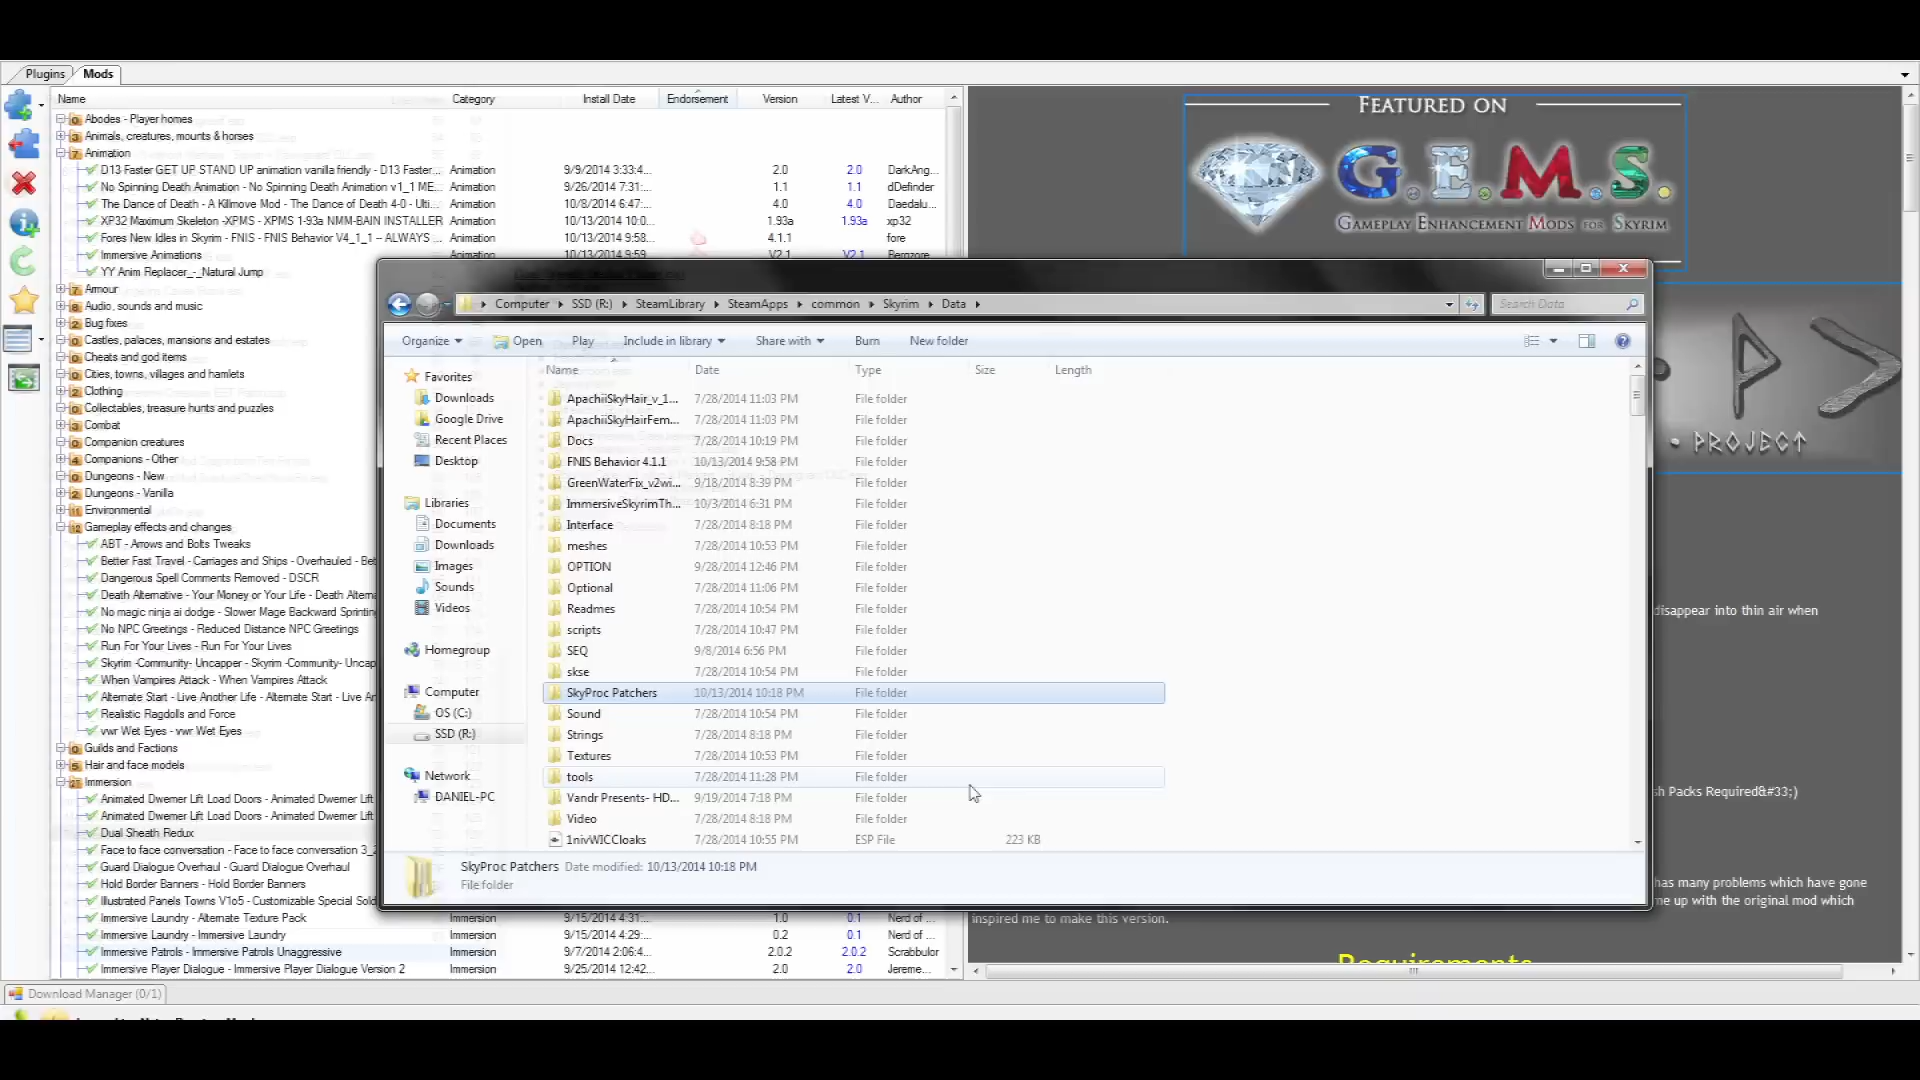 Plugins Mods
Name Category Install Date Endorsement Version Latest V... Author
Abodes - Player homes
Animals, creatures, mounts & horses
Animation
D13 Faster GET UP STAND UP animation vanilla friendly - D13 Faster... Animation 9/9/2014 3:33:4... 2.0 2.0 DarkAng...
No Spinning Death Animation - No Spinning Death Animation v1_1 ME... Animation 9/26/2014 7:31:... 1.1 1.1 dDefinder
The Dance of Death - A Killmove Mod - The Dance of Death 4-0 - Ulti... Animation 10/8/2014 6:47:... 4.0 4.0 Daedalu...
XP32 Maximum Skeleton -XPMS - XPMS 1-93a NMM-BAIN INSTALLER Animation 10/13/2014 10:0... 1.93a 1.93a xp32
Fores New Idles in Skyrim - FNIS - FNIS Behavior V4_1_1 -- ALWAYS ... Animation 10/13/2014 9:58... 4.1.1 fore
Immersive Animations Animation 10/13/2014 9:59... V2.1 V2.1
YY Anim Replacer_-_Natural Jump
Armour
Audio, sounds and music
Bug fixes
Castles, palaces, mansions and estates
Cheats and god items
Cities, towns, villages and hamlets
Clothing
Collectables, treasure hunts and puzzles
Combat
Companion creatures
Companions - Other
Dungeons - New
Dungeons - Vanilla
Environmental
Gameplay effects and changes
ABT - Arrows and Bolts Tweaks
Better Fast Travel - Carriages and Ships - Overhauled - Bet
Dangerous Spell Comments Removed - DSCR
Death Alternative - Your Money or Your Life - Death Altern
No magic ninja ai dodge - Slower Mage Backward Sprintin
No NPC Greetings - Reduced Distance NPC Greetings
Run For Your Lives - Run For Your Lives
Skyrim -Community- Uncapper - Skyrim -Community- Uncap
When Vampires Attack - When Vampires Attack
Alternate Start - Live Another Life - Alternate Start - Live An
Realistic Ragdolls and Force
vwr Wet Eyes - vwr Wet Eyes
Guilds and Factions
Hair and face models
Immersion
Animated Dwemer Lift Load Doors - Animated Dwemer Lift
Animated Dwemer Lift Load Doors - Animated Dwemer Lift
Dual Sheath Redux
Face to face conversation - Face to face conversation 3_2
Guard Dialogue Overhaul - Guard Dialogue Overhaul
Hold Border Banners - Hold Border Banners
Illustrated Panels Towns V1o5 - Customizable Special Sold
Immersive Laundry - Alternate Texture Pack Immersion 9/15/2014 4:31:... 1.0 0.1 Nerd of ...
Immersive Laundry - Immersive Laundry Immersion 9/15/2014 4:29:... 0.2 0.1 Nerd of ...
Immersive Patrols - Immersive Patrols Unaggressive Immersion 9/7/2014 2:06:4... 2.0.2 2.0.2 Scrabbulor
Immersive Player Dialogue - Immersive Player Dialogue Version 2 Immersion 9/25/2014 12:42... 2.0 2.0 Jereme...
Download Manager (0/1)
FEATURED ON
G.E.M.S.
GAMEPLAY ENHANCEMENT MODS FOR SKYRIM
Computer SSD (R:) SteamLibrary SteamApps common Skyrim Data
Search Data
Organize Open Play Include in library Share with Burn New folder
Favorites
Downloads
Google Drive
Recent Places
Desktop
Libraries
Documents
Downloads
Images
Sounds
Videos
Homegroup
Computer
OS (C:)
SSD (R:)
Network
DANIEL-PC
Name Date Type Size Length
ApachiiSkyHair_v_1... 7/28/2014 11:03 PM File folder
ApachiiSkyHairFem... 7/28/2014 11:03 PM File folder
Docs 7/28/2014 10:19 PM File folder
FNIS Behavior 4.1.1 10/13/2014 9:58 PM File folder
GreenWaterFix_v2wi... 9/18/2014 8:39 PM File folder
ImmersiveSkyrimTh... 10/3/2014 6:31 PM File folder
Interface 7/28/2014 8:18 PM File folder
meshes 7/28/2014 10:53 PM File folder
OPTION 9/28/2014 12:46 PM File folder
Optional 7/28/2014 11:06 PM File folder
Readmes 7/28/2014 10:54 PM File folder
scripts 7/28/2014 10:47 PM File folder
SEQ 9/8/2014 6:56 PM File folder
skse 7/28/2014 10:54 PM File folder
SkyProc Patchers 10/13/2014 10:18 PM File folder
Sound 7/28/2014 10:54 PM File folder
Strings 7/28/2014 8:18 PM File folder
Textures 7/28/2014 10:53 PM File folder
tools 7/28/2014 11:28 PM File folder
Vandr Presents- HD... 9/19/2014 7:18 PM File folder
Video 7/28/2014 8:18 PM File folder
1nivWICCloaks 7/28/2014 10:55 PM ESP File 223 KB
SkyProc Patchers Date modified: 10/13/2014 10:18 PM
File folder
PROJECT
disappear into thin air when
sh Packs Required&#33;)
has many problems which have gone
me up with the original mod which
inspired me to make this version.
Requirements